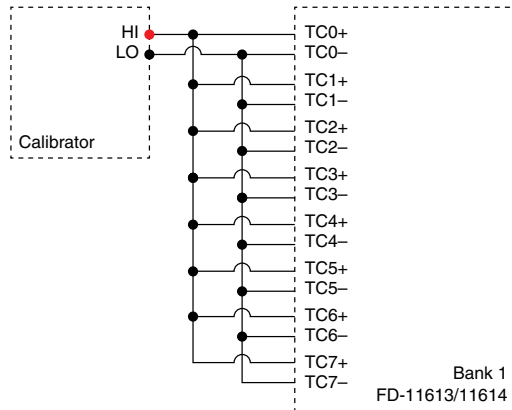 HI
LO
Calibrator
TC0+
TC0–
TC1+
TC1–
TC2+
TC2–
TC3+
TC3–
TC4+
TC4–
TC5+
TC5–
TC6+
TC6–
TC7+
TC7–
Bank 1
FD-11613/11614